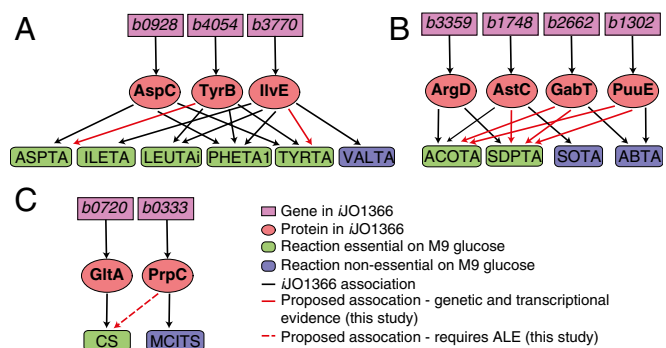 A
b0928 b4054 b3770
AspC TyrB IlvE
ASPTA ILETA LEUTAi PHETA1 TYRTA VALTA
B
b3359 b1748 b2662 b1302
ArgD AstC GabT PuuE
ACOTA SDPTA SOTA ABTA
C
b0720 b0333
GltA PrpC
CS MCITS
Gene in iJO1366
Protein in iJO1366
Reaction essential on M9 glucose
Reaction non-essential on M9 glucose
iJO1366 association
Proposed assocation - genetic and transcriptional
evidence (this study)
Proposed assocation - requires ALE (this study)